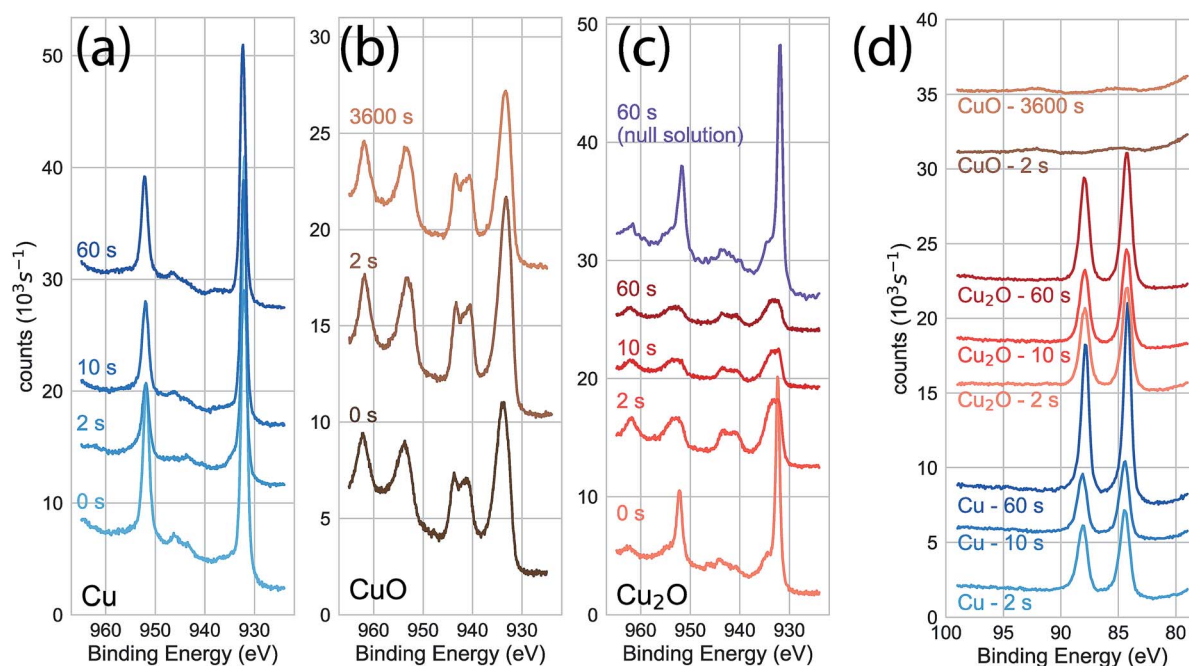 (a)
50
40
30
20
10
0
counts (10³s⁻¹)
60 s
10 s
2 s
0 s
Cu
960 950 940 930
Binding Energy (eV)
(b)
30
25
20
15
10
5
0
3600 s
2 s
0 s
CuO
960 950 940 930
Binding Energy (eV)
(c)
50
40
30
20
10
0
60 s
(null solution)
60 s
10 s
2 s
0 s
Cu₂O
960 950 940 930
Binding Energy (eV)
(d)
40
35
30
25
20
15
10
5
0
counts (10³s⁻¹)
CuO - 3600 s
CuO - 2 s
Cu₂O - 60 s
Cu₂O - 10 s
Cu₂O - 2 s
Cu - 60 s
Cu - 10 s
Cu - 2 s
100 95 90 85 80
Binding Energy (eV)